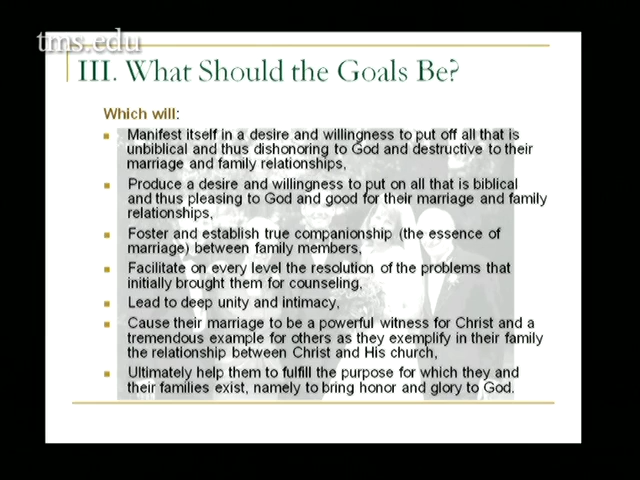 tms.edu
III. What Should the Goals Be?
Which will:
Manifest itself in a desire and willingness to put off all that is
unbiblical and thus dishonoring to God and destructive to their
marriage and family relationships,
Produce a desire and willingness to put on all that is biblical
and thus pleasing to God and good for their marriage and family
relationships,
Foster and establish true companionship (the essence of
marriage) between family members,
Facilitate on every level the resolution of the problems that
initially brought them for counseling,
Lead to deep unity and intimacy,
Cause their marriage to be a powerful witness for Christ and a
tremendous example for others as they exemplify in their family
the relationship between Christ and His church,
Ultimately help them to fulfill the purpose for which they and
their families exist, namely to bring honor and glory to God.